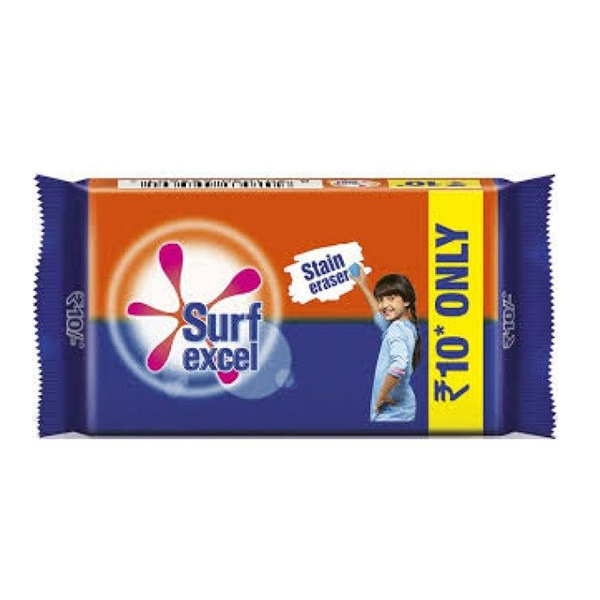 Surf
excel
Stain
eraser
₹10* ONLY
₹10/-
₹10/-